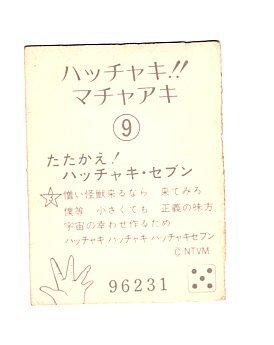 ハッチャキ!!
マチャアキ
⑨
たたかえ!
ハッチャキ・セブン
憎い怪獣来るなら 来てみろ
僕等 小さくても 正義の味方
宇宙の幸わせ作るため
ハッチャキ ハッチャキ ハッチャキセブン
©NTVM.
96231